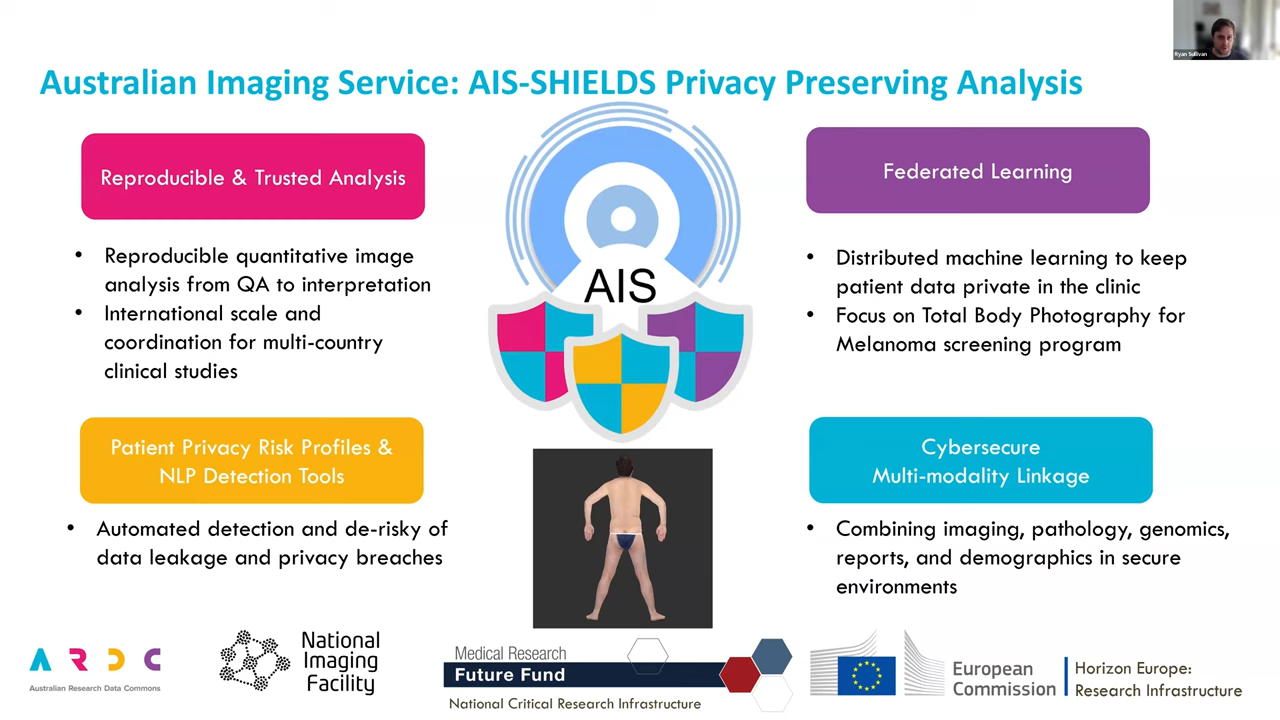 Ryan Sullivan
Australian Imaging Service: AIS-SHIELDS Privacy Preserving Analysis
Reproducible & Trusted Analysis
• Reproducible quantitative image
analysis from QA to interpretation
• International scale and
coordination for multi-country
clinical studies
Patient Privacy Risk Profiles &
NLP Detection Tools
• Automated detection and de-risky of
data leakage and privacy breaches
AIS
Federated Learning
• Distributed machine learning to keep
patient data private in the clinic
• Focus on Total Body Photography for
Melanoma screening program
Cybersecure
Multi-modality Linkage
• Combining imaging, pathology, genomics,
reports, and demographics in secure
environments
ARDC
Australian Research Data Commons
National
Imaging
Facility
Medical Research
Future Fund
National Critical Research Infrastructure
European
Commission
Horizon Europe:
Research Infrastructure